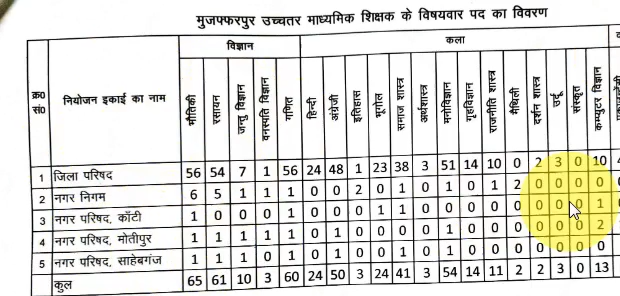 मुजफ्फरपुर उच्चतर माध्यमिक शिक्षक के विषयवार पद का विवरण
विज्ञान कला
क्र0 सं0 नियोजन इकाई का नाम भौतिकी रसायन जन्तु विज्ञान वनस्पति विज्ञान गणित हिन्दी अंग्रेजी इतिहास भूगोल समाज शास्त्र अर्थशास्त्र मनोविज्ञान गृहविज्ञान राजनीति शास्त्र मैथिली दर्शन शास्त्र उर्दू संस्कृत कम्युटर विज्ञान
1 जिला परिषद 56 54 7 1 56 24 48 1 23 38 3 51 14 10 0 2 3 0 10 4
2 नगर निगम 6 5 1 1 1 0 0 2 0 1 0 1 0 1 2 0 0 0 0
3 नगर परिषद, काँटी 1 0 0 0 1 0 0 0 1 1 0 0 0 0 0 0 0 0 1
4 नगर परिषद, मोतीपुर 1 1 1 1 1 0 1 0 0 0 0 1 0 0 0 0 0 0 2
5 नगर परिषद, साहेबगंज 1 1 1 0 1 0 1 0 0 1 0 1 0 0 0 0 0 0 0
कुल 65 61 10 3 60 24 50 3 24 41 3 54 14 11 2 2 3 0 13